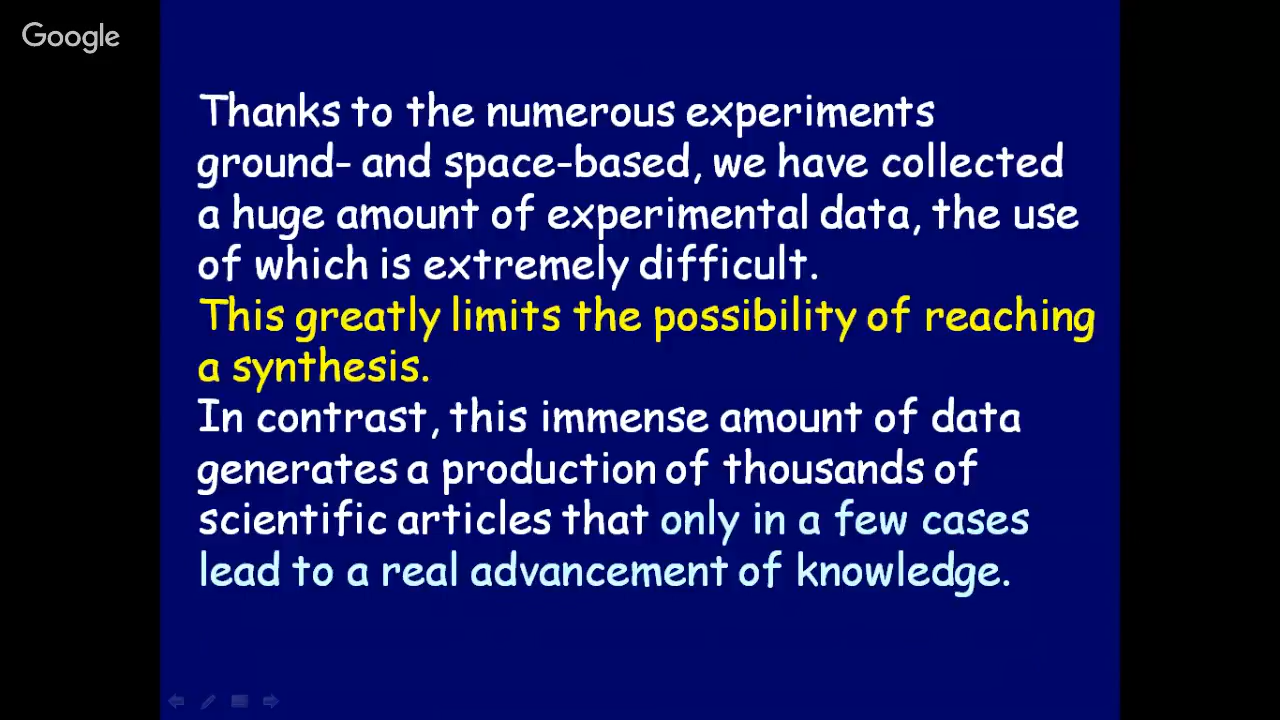 Google
Thanks to the numerous experiments
ground- and space-based, we have collected
a huge amount of experimental data, the use
of which is extremely difficult.
This greatly limits the possibility of reaching
a synthesis.
In contrast, this immense amount of data
generates a production of thousands of
scientific articles that only in a few cases
lead to a real advancement of knowledge.